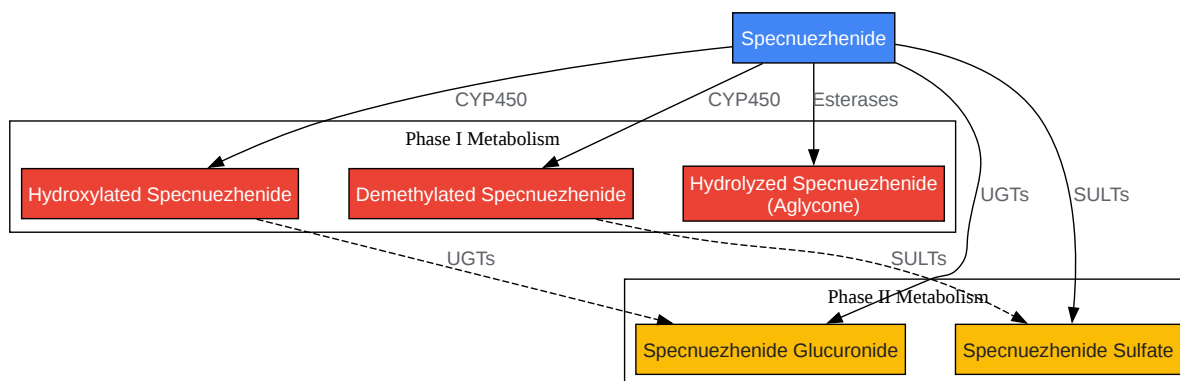 Specnuezhenide
CYP450
CYP450
Esterases
Phase I Metabolism
Hydroxylated Specnuezhenide
Demethylated Specnuezhenide
Hydrolyzed Specnuezhenide
(Aglycone)
UGTs
SULTs
UGTs
SULTs
Phase II Metabolism
Specnuezhenide Glucuronide
Specnuezhenide Sulfate